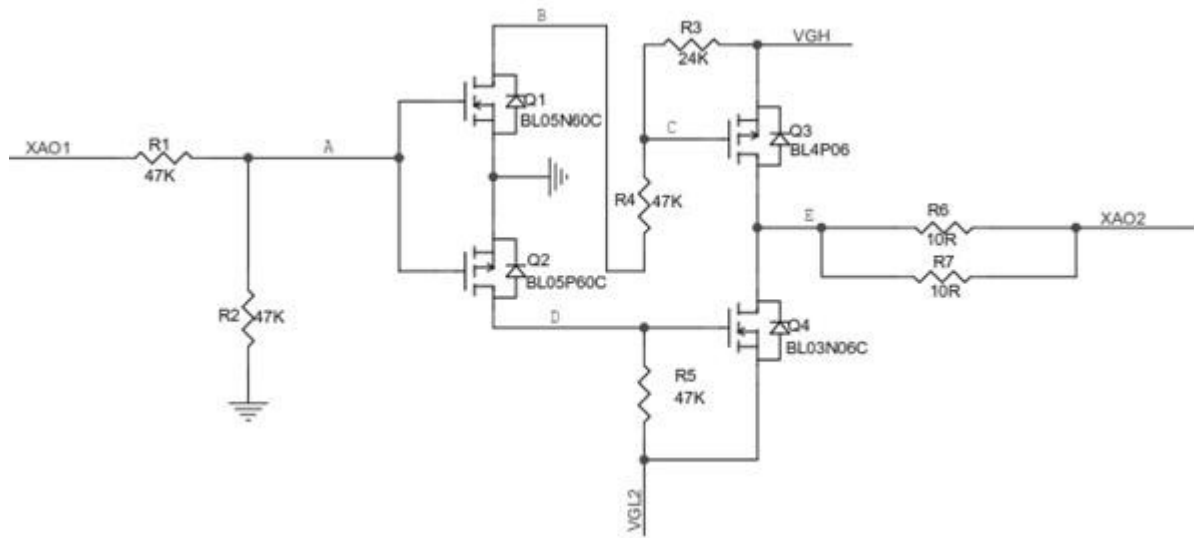 B
R3
VGH
24K
Q1
BL05N60C
XAO1
R1
47K
A
C
Q3
BL4P06
R4
47K
E
R6
10R
XAO2
R7
10R
Q2
BL05P60C
R2
47K
D
Q4
BL03N06C
R5
47K
VGL2